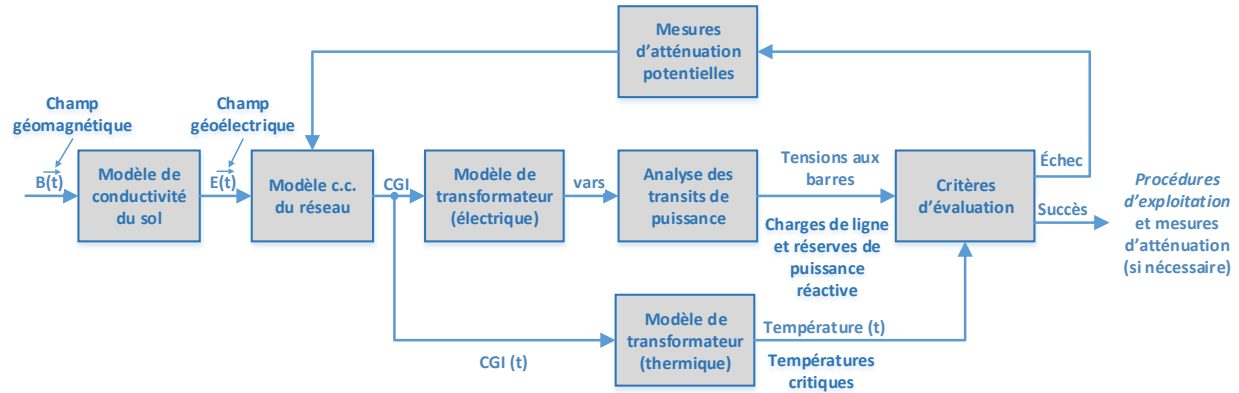 Mesures
d'atténuation
potentielles
Champ
géomagnétique
Champ
géoélectrique
B(t)
Modèle de
conductivité
du sol
E(t)
Modèle c.c.
du réseau
CGI
Modèle de
transformateur
(électrique)
vars
Analyse des
transits de
puissance
Tensions aux
barres
Charges de ligne
et réserves de
puissance
réactive
Critères
d'évaluation
Échec
Succès
Procédures
d'exploitation
et mesures
d'atténuation
(si nécessaire)
CGI (t)
Modèle de
transformateur
(thermique)
Température (t)
Températures
critiques